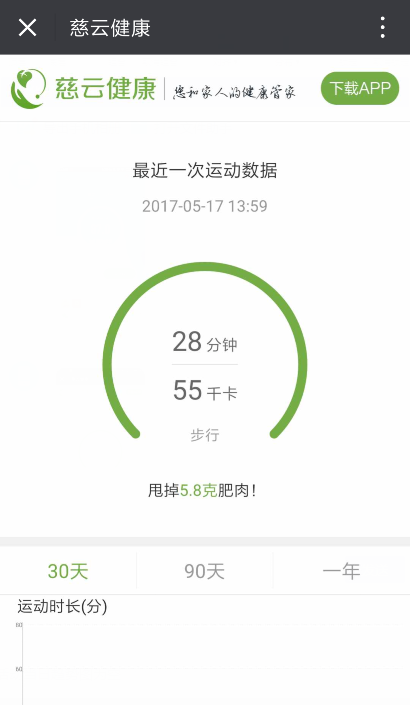 慈云健康
慈云健康 您和家人的健康管家 下载APP
最近一次运动数据
2017-05-17 13:59
28 分钟
55 千卡
步行
甩掉5.8克肥肉！
30天 90天 一年
运动时长(分)
80
60